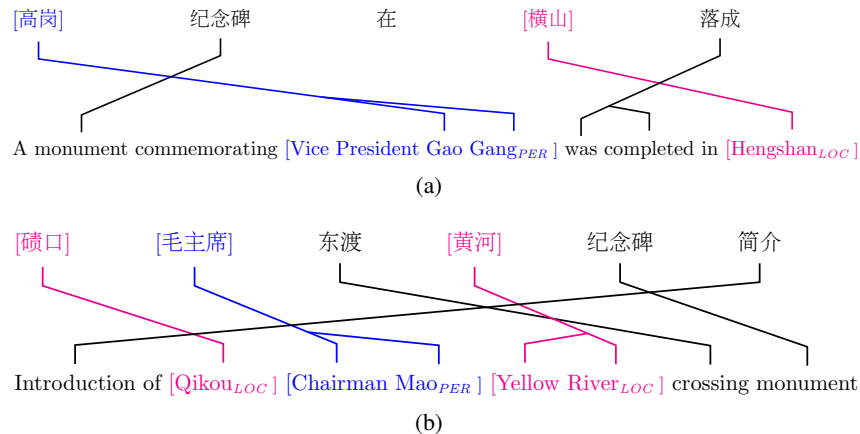 [高岗] 纪念碑 在 [横山] 落成
A monument commemorating [Vice President Gao Gang_PER ] was completed in [Hengshan_LOC ]
(a)
[碛口] [毛主席] 东渡 [黄河] 纪念碑 简介
Introduction of [Qikou_LOC ] [Chairman Mao_PER ] [Yellow River_LOC ] crossing monument
(b)